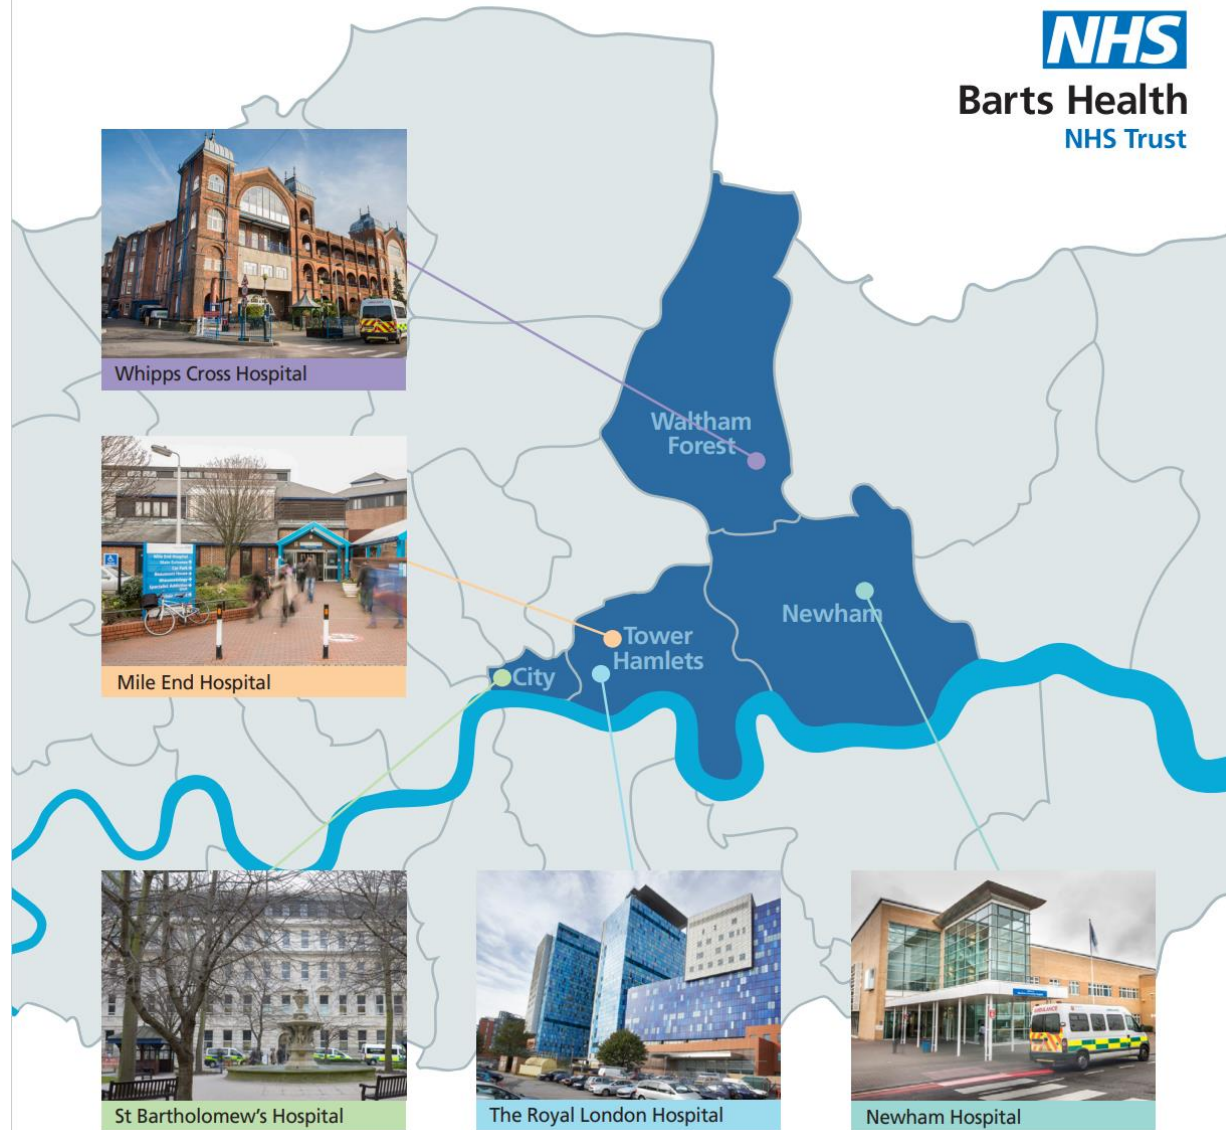 NHS
Barts Health
NHS Trust
Whipps Cross Hospital
Waltham
Forest
Mile End Hospital
Newham
Tower
Hamlets
City
St Bartholomew's Hospital
The Royal London Hospital
Newham Hospital